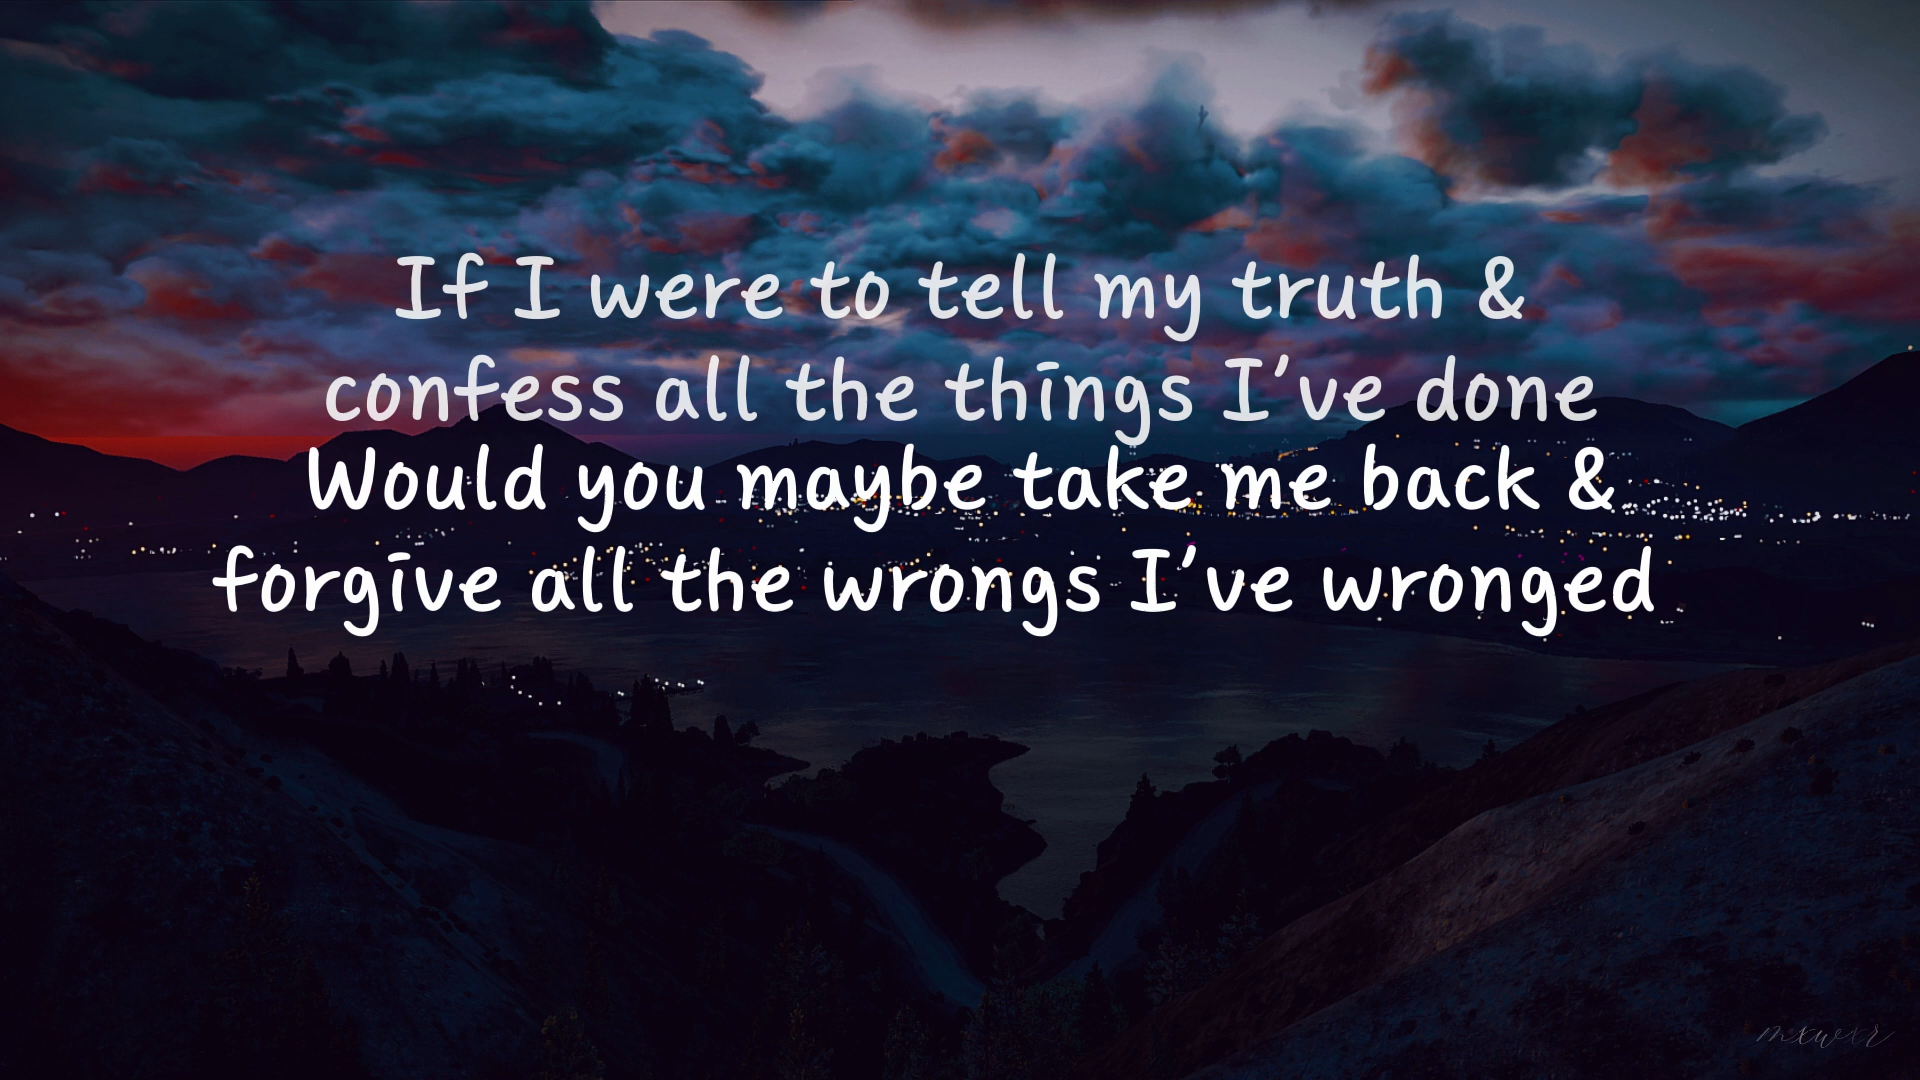 If I were to tell my truth &
confess all the things I've done
Would you maybe take me back &
forgive all the wrongs I've wronged